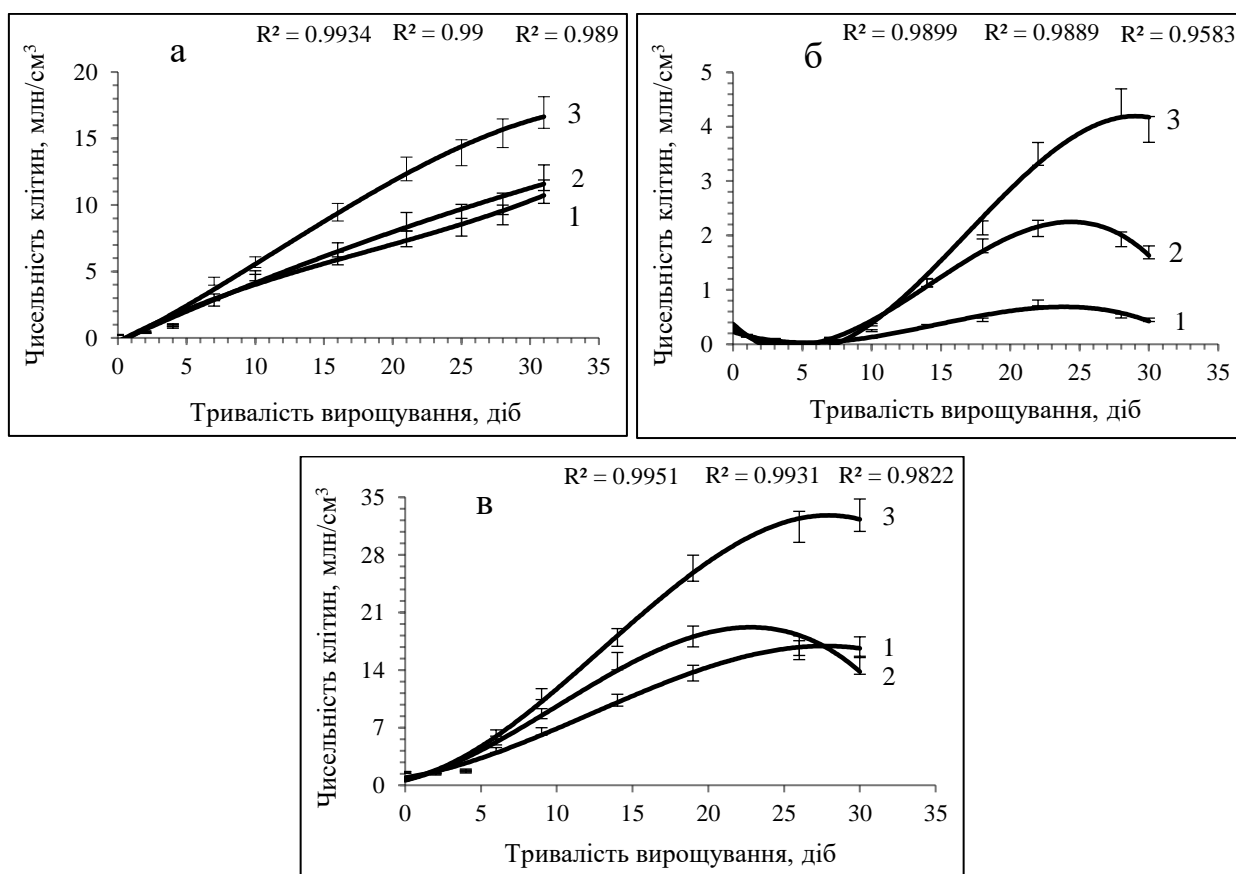 R² = 0.9934 R² = 0.99 R² = 0.989
а
Чисельність клітин, млн/см³
20
15
10
5
0
3
2
1
0 5 10 15 20 25 30 35
Тривалість вирощування, діб
R² = 0.9899 R² = 0.9889 R² = 0.9583
б
Чисельність клітин, млн/см³
5
4
3
2
1
0
3
2
1
0 5 10 15 20 25 30 35
Тривалість вирощування, діб
R² = 0.9951 R² = 0.9931 R² = 0.9822
в
Чисельність клітин, млн/см³
35
28
21
14
7
0
3
1
2
0 5 10 15 20 25 30 35
Тривалість вирощування, діб